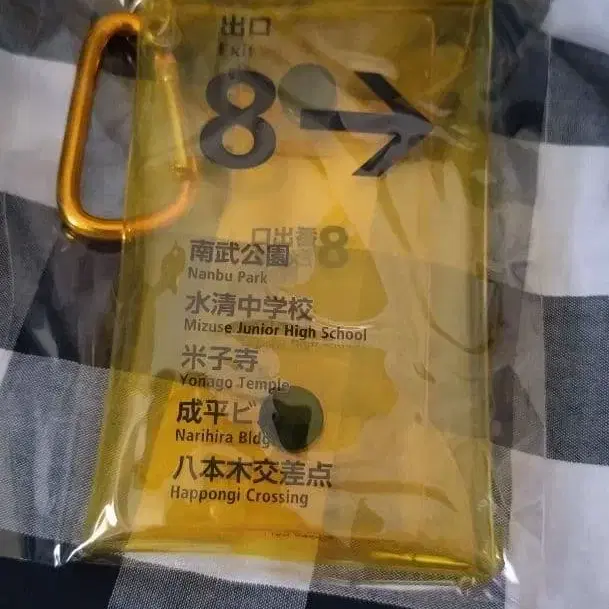 出口
Exit
8→
口出番8
南武公園
Nanbu Park
水清中学校
Mizuse Junior High School
米子寺
Yonago Temple
成平ビ
Narihira Bldg
八本木交差点
Happongi Crossing